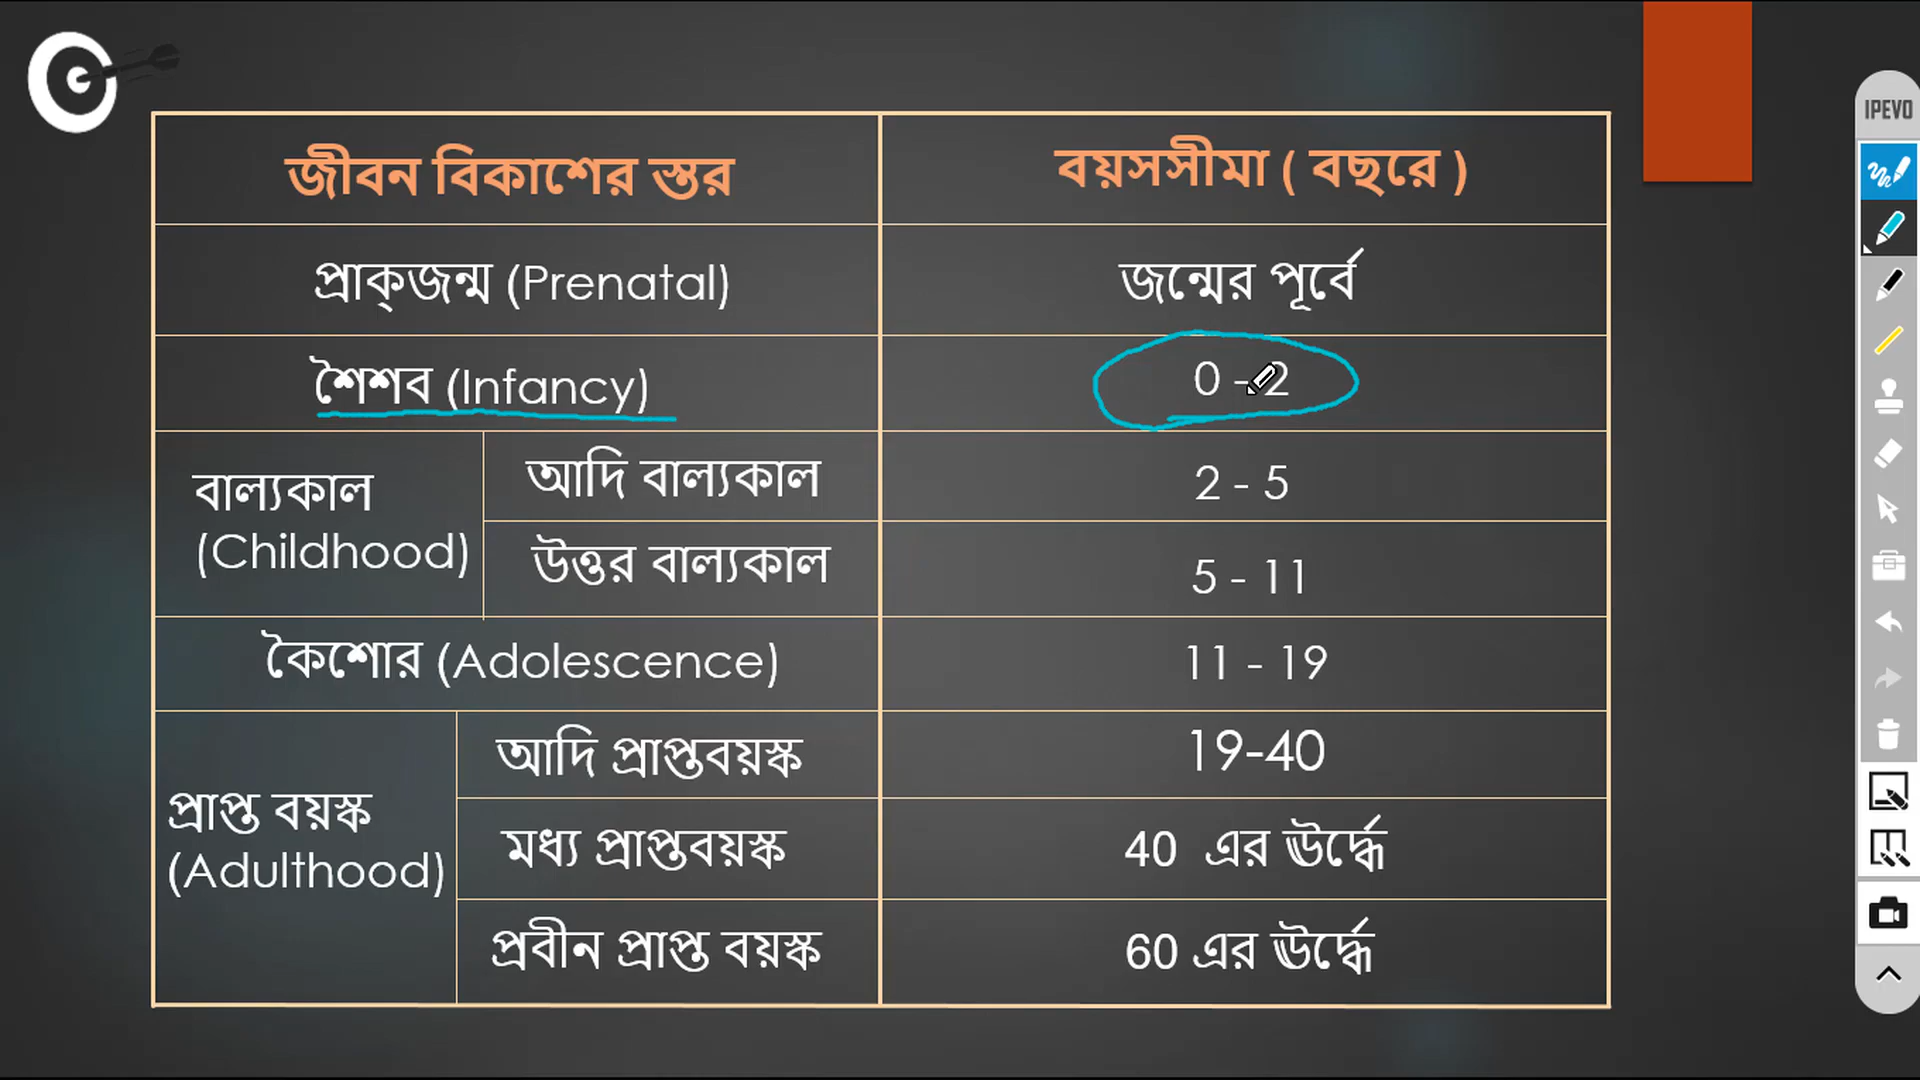 IPEVO
জীবন বিকাশের স্তর
বয়সসীমা ( বছরে )
প্রাক্‌জন্ম (Prenatal)
জন্মের পূর্বে
শৈশব (Infancy)
0 - 2
বাল্যকাল
(Childhood)
আদি বাল্যকাল
2 - 5
উত্তর বাল্যকাল
5 - 11
কৈশোর (Adolescence)
11 - 19
প্রাপ্ত বয়স্ক
(Adulthood)
আদি প্রাপ্তবয়স্ক
19-40
মধ্য প্রাপ্তবয়স্ক
40 এর ঊর্দ্ধে
প্রবীন প্রাপ্ত বয়স্ক
60 এর ঊর্দ্ধে